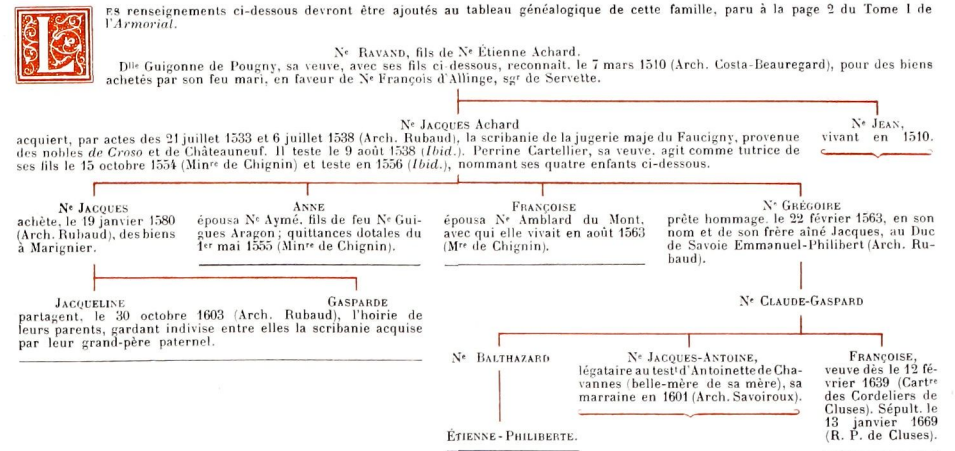 LES renseignements ci-dessous devront être ajoutés au tableau généalogique de cette famille, paru à la page 2 du Tome I de
l'Armorial.
Ne RAVAND, fils de Ne Étienne Achard.
Dlle Guigonne de Pougny, sa veuve, avec ses fils ci-dessous, reconnait. le 7 mars 1510 (Arch. Costa-Beauregard), pour des biens
achetés par son feu mari, en faveur de Ne François d'Allinge, sgr de Servette.
Ne JACQUES Achard
acquiert, par actes des 21 juillet 1533 et 6 juillet 1538 (Arch. Rubaud), la scribanie de la jugerie maje du Faucigny, provenue
des nobles de Croso et de Châteauneuf. Il teste le 9 août 1538 (Ibid.). Perrine Cartellier, sa veuve. agit comme tutrice de
ses fils le 15 octobre 1554 (Minre de Chignin) et teste en 1556 (Ibid.), nommant ses quatre enfants ci-dessous.
Ne JEAN,
vivant en 1510.
Ne JACQUES
achète, le 19 janvier 1580
(Arch. Rubaud), des biens
à Marignier.
ANNE
épousa Ne Aymé, fils de feu Ne Gui-
gues Aragon; quittances dotales du
1er mai 1555 (Minre de Chignin).
FRANÇOISE
épousa Ne Amblard du Mont,
avec qui elle vivait en août 1563
(Mre de Chignin).
Ne GRÉGOIRE
prête hommage. le 22 février 1563, en son
nom et de son frère aîné Jacques, au Duc
de Savoie Emmanuel-Philibert (Arch. Ru-
baud).
JACQUELINE GASPARDE
partagent, le 30 octobre 1603 (Arch. Rubaud), l'hoirie de
leurs parents, gardant indivise entre elles la scribanie acquise
par leur grand-père paternel.
Ne CLAUDE-GASPARD
Ne BALTHAZARD
Ne JACQUES-ANTOINE,
légataire au testt d'Antoinette de Cha-
vannes (belle-mère de sa mère), sa
marraine en 1601 (Arch. Savoiroux).
FRANÇOISE,
veuve dès le 12 fé-
vrier 1639 (Cartre
des Cordeliers de
Cluses). Sépult. le
13 janvier 1669
(R. P. de Cluses).
ÉTIENNE-PHILIBERTE.